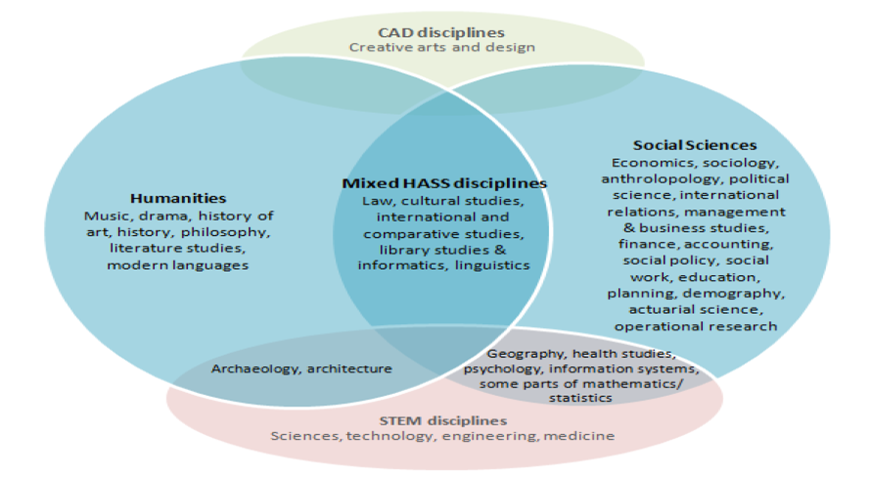 CAD disciplines
Creative arts and design
Humanities
Music, drama, history of
art, history, philosophy,
literature studies,
modern languages
Mixed HASS disciplines
Law, cultural studies,
international and
comparative studies,
library studies &
informatics, linguistics
Social Sciences
Economics, sociology,
anthrolopology, political
science, international
relations, management
& business studies,
finance, accounting,
social policy, social
work, education,
planning, demography,
actuarial science,
operational research
Archaeology, architecture
Geography, health studies,
psychology, information systems,
some parts of mathematics/
statistics
STEM disciplines
Sciences, technology, engineering, medicine